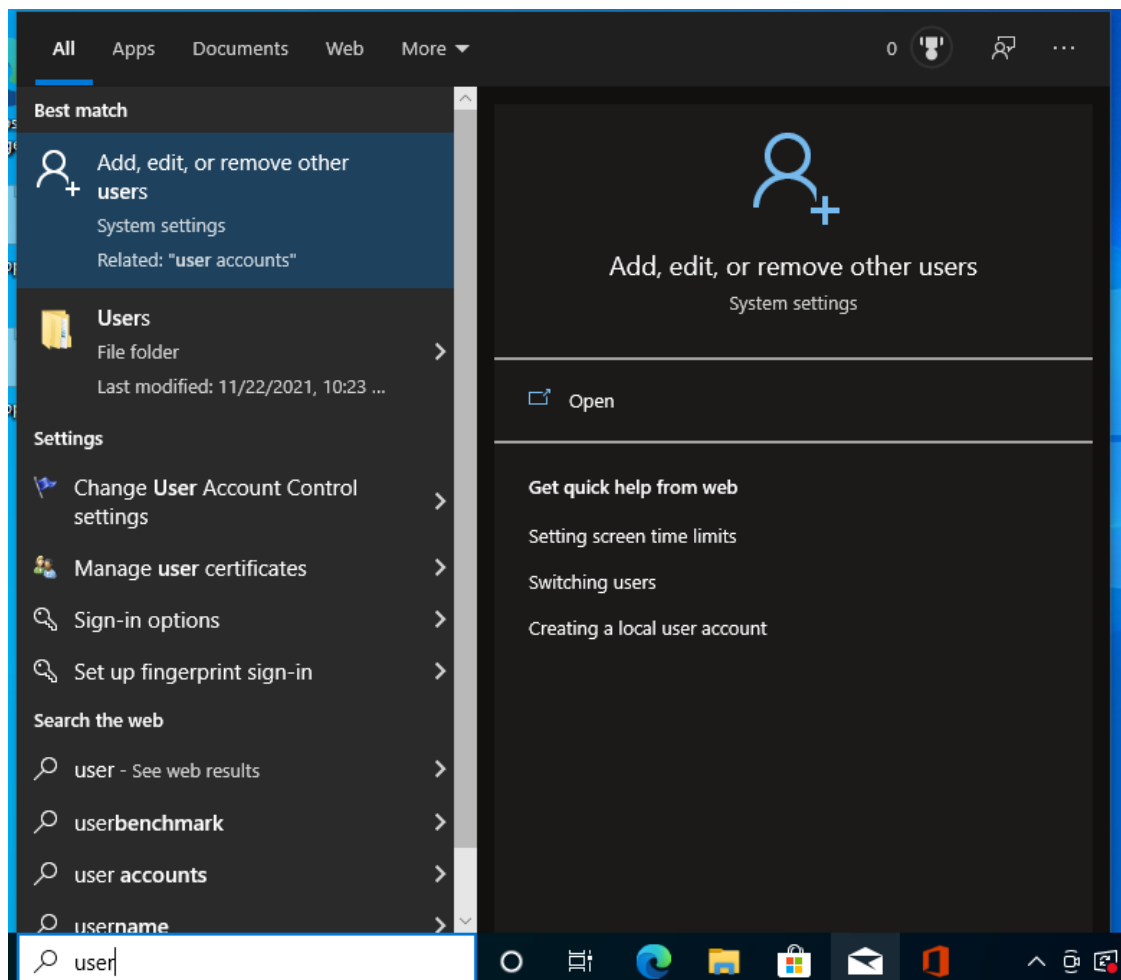 All Apps Documents Web More
0
Best match
Add, edit, or remove other
users
System settings
Related: "user accounts"
Users
File folder
Last modified: 11/22/2021, 10:23 ...
Settings
Change User Account Control
settings
Manage user certificates
Sign-in options
Set up fingerprint sign-in
Search the web
user - See web results
userbenchmark
user accounts
username
user
Add, edit, or remove other users
System settings
Open
Get quick help from web
Setting screen time limits
Switching users
Creating a local user account